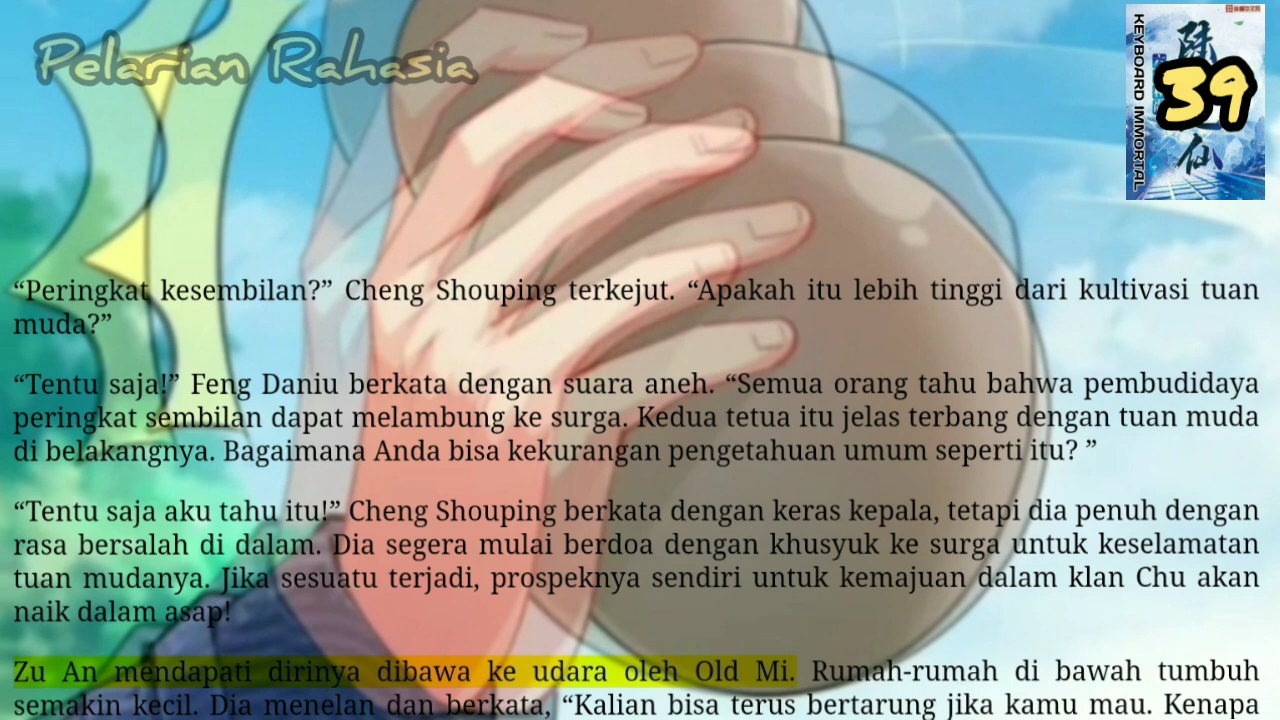 Pelarian Rahasia
KEYBOARD IMMORTAL
39
仙
“Peringkat kesembilan?” Cheng Shouping terkejut. “Apakah itu lebih tinggi dari kultivasi tuan
muda?”
“Tentu saja!” Feng Daniu berkata dengan suara aneh. “Semua orang tahu bahwa pembudidaya
peringkat sembilan dapat melambung ke surga. Kedua tetua itu jelas terbang dengan tuan muda
di belakangnya. Bagaimana Anda bisa kekurangan pengetahuan umum seperti itu? ”
“Tentu saja aku tahu itu!” Cheng Shouping berkata dengan keras kepala, tetapi dia penuh dengan
rasa bersalah di dalam. Dia segera mulai berdoa dengan khusyuk ke surga untuk keselamatan
tuan mudanya. Jika sesuatu terjadi, prospeknya sendiri untuk kemajuan dalam klan Chu akan
naik dalam asap!
Zu An mendapati dirinya dibawa ke udara oleh Old Mi. Rumah-rumah di bawah tumbuh
semakin kecil. Dia menelan dan berkata, “Kalian bisa terus bertarung jika kamu mau. Kenapa